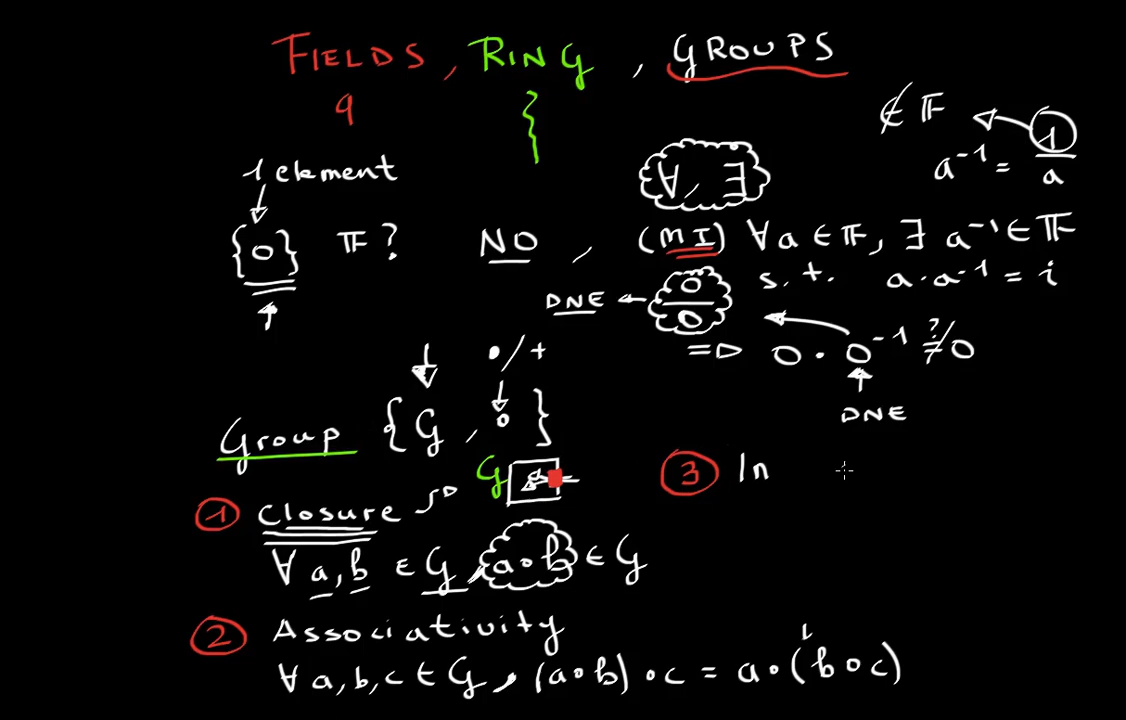 FIELDS, RING, GROUPS
9
∉ 𝔽
a⁻¹ = 1/a
1 element
∀, ∃
{0} 𝔽? NO, (MI) ∀a ∈ 𝔽, ∃ a⁻¹ ∈ 𝔽
s.t. a·a⁻¹ = i
DNE ← 0/0
=> 0·0⁻¹ ≠? 0
DNE
•/+
Group {G, ∘}
G
③ In
① Closure
∀ a, b ∈ G, a∘b ∈ G
② Associativity
∀ a, b, c ∈ G, (a∘b)∘c = a∘(b∘c)